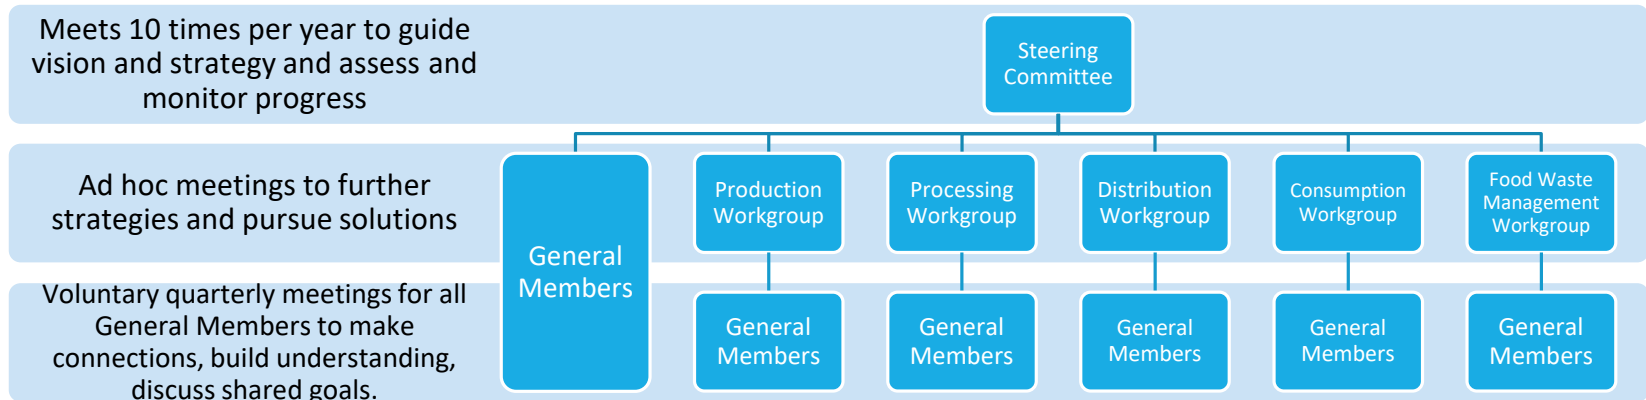 Meets 10 times per year to guide
vision and strategy and assess and
monitor progress
Steering
Committee
Ad hoc meetings to further
strategies and pursue solutions
General
Members
Production
Workgroup
Processing
Workgroup
Distribution
Workgroup
Consumption
Workgroup
Food Waste
Management
Workgroup
Voluntary quarterly meetings for all
General Members to make
connections, build understanding,
discuss shared goals.
General
Members
General
Members
General
Members
General
Members
General
Members